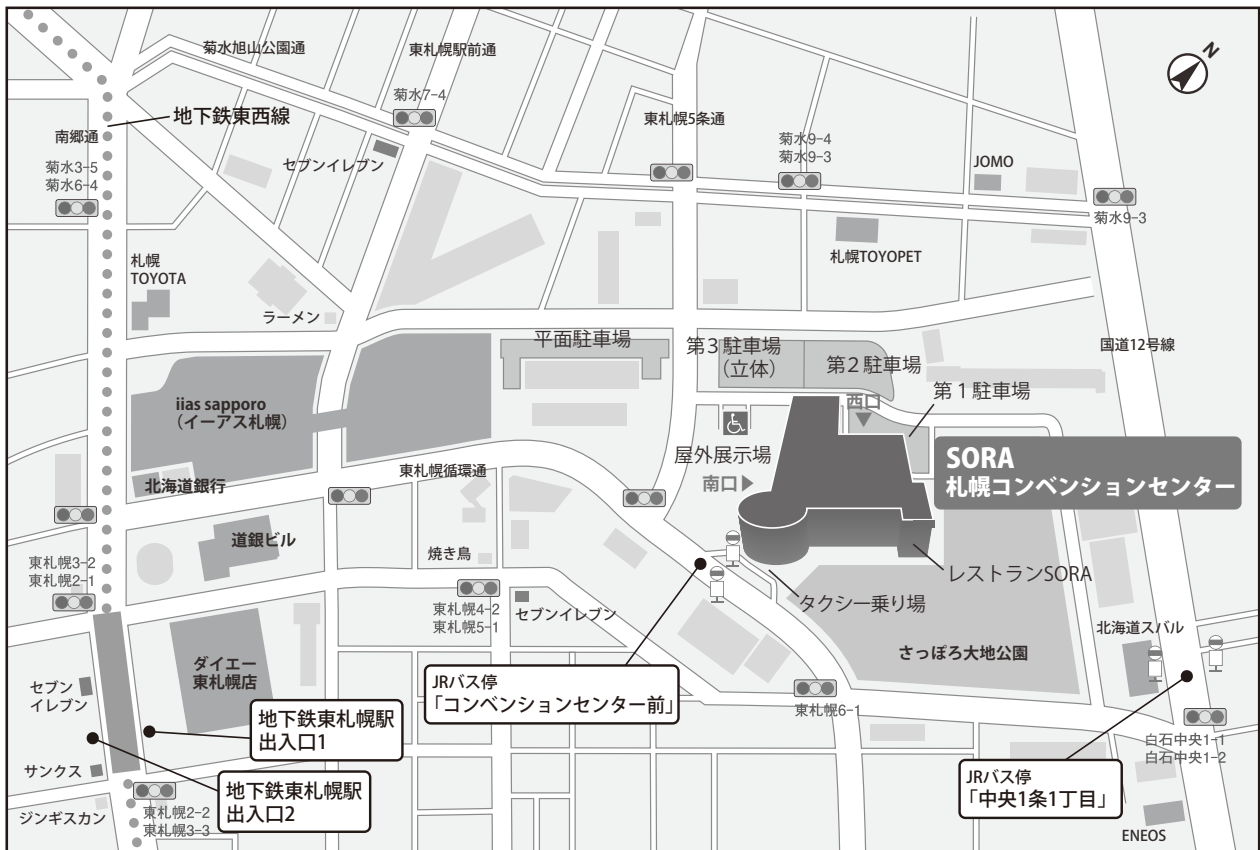 菊水旭山公園通
東札幌駅前通
N
菊水7-4
地下鉄東西線
東札幌5条通
南郷通
菊水9-4
菊水9-3
菊水3-5
菊水6-4
セブンイレブン
JOMO
菊水9-3
札幌
TOYOTA
札幌TOYOPET
ラーメン
平面駐車場
第3駐車場
（立体）
第2駐車場
国道12号線
第1駐車場
西口
iias sapporo
（イーアス札幌）
SORA
札幌コンベンションセンター
屋外展示場
南口
東札幌循環通
北海道銀行
道銀ビル
焼き鳥
東札幌3-2
東札幌2-1
レストランSORA
タクシー乗り場
東札幌4-2
東札幌5-1
セブンイレブン
北海道スバル
さっぽろ大地公園
ダイエー
東札幌店
セブン
イレブン
JRバス停
「コンベンションセンター前」
東札幌6-1
地下鉄東札幌駅
出入口1
白石中央1-1
白石中央1-2
サンクス
地下鉄東札幌駅
出入口2
JRバス停
「中央1条1丁目」
ジンギスカン
東札幌2-2
東札幌3-3
ENEOS